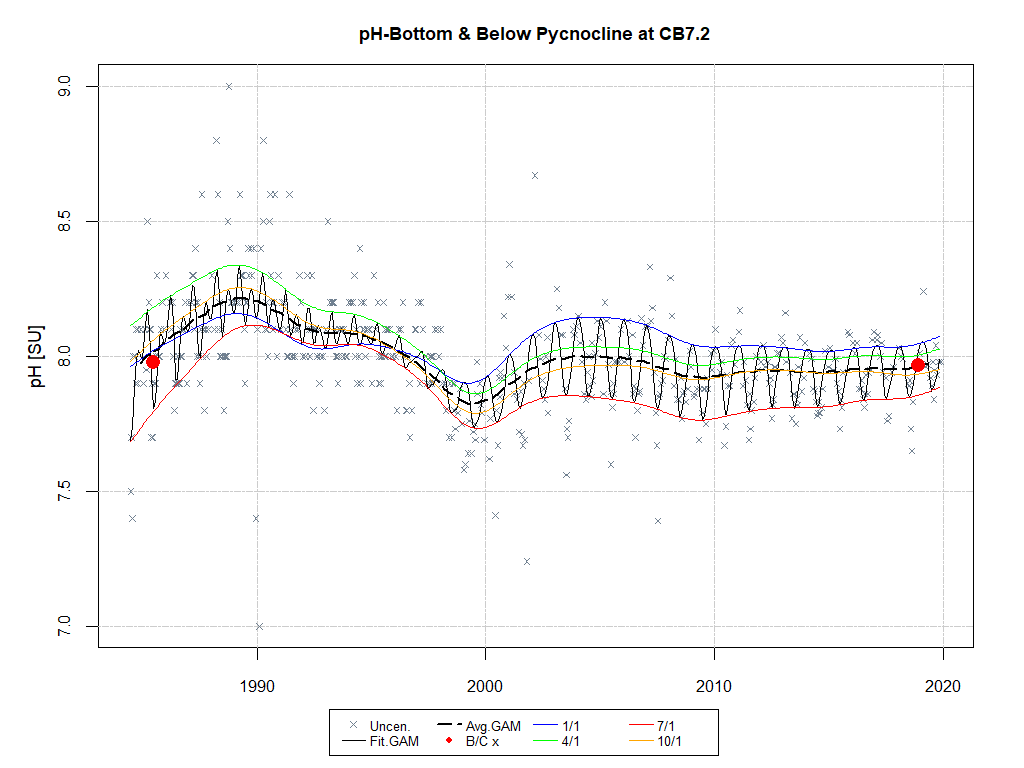 pH-Bottom & Below Pycnocline at CB7.2
pH [SU]
9.0
8.5
8.0
7.5
7.0
1990 2000 2010 2020
Uncen. Avg.GAM 1/1 7/1
Fit.GAM B/C x 4/1 10/1